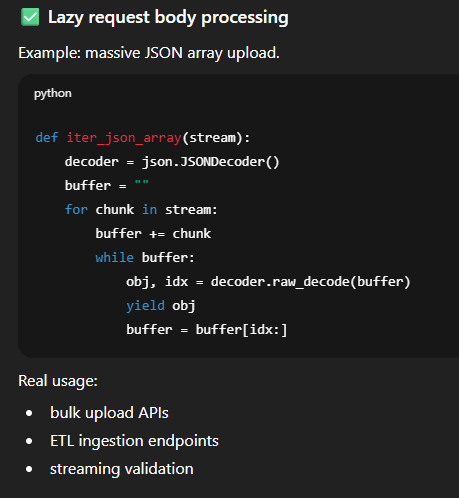 ✅ Lazy request body processing
Example: massive JSON array upload.
python
def iter_json_array(stream):
    decoder = json.JSONDecoder()
    buffer = ""
    for chunk in stream:
        buffer += chunk
        while buffer:
            obj, idx = decoder.raw_decode(buffer)
            yield obj
            buffer = buffer[idx:]
Real usage:
• bulk upload APIs
• ETL ingestion endpoints
• streaming validation